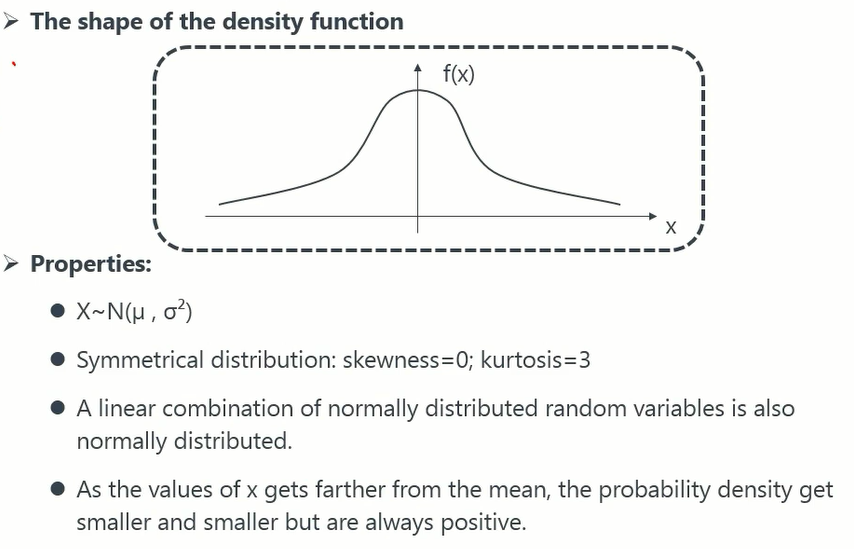 ➢ The shape of the density function
f(x)
x
➢ Properties:
● X~N(μ , σ²)
● Symmetrical distribution: skewness=0; kurtosis=3
● A linear combination of normally distributed random variables is also
normally distributed.
● As the values of x gets farther from the mean, the probability density get
smaller and smaller but are always positive.